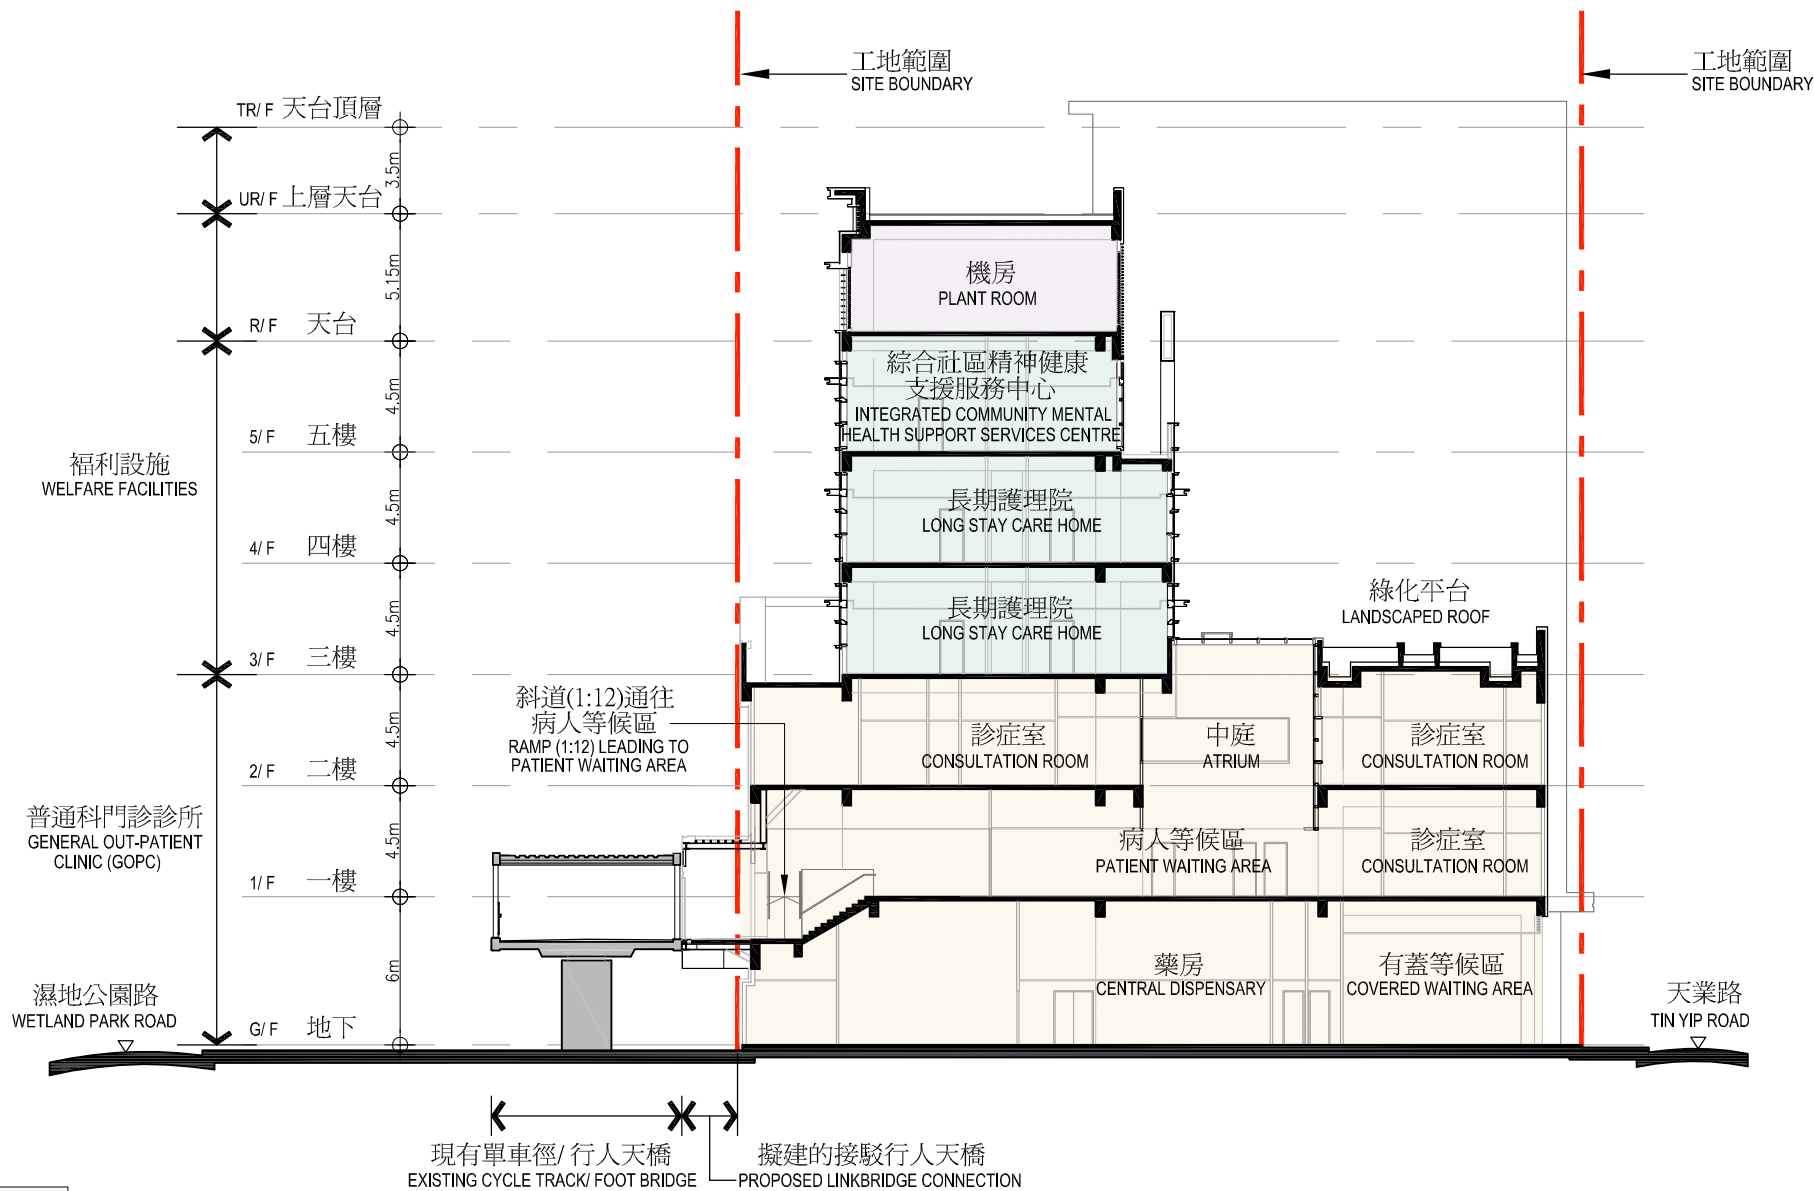 工地範圍
SITE BOUNDARY
工地範圍
SITE BOUNDARY
TR/ F 天台頂層
3.5m
UR/ F 上層天台
5.15m
機房
PLANT ROOM
R/ F 天台
4.5m
綜合社區精神健康
支援服務中心
INTEGRATED COMMUNITY MENTAL
HEALTH SUPPORT SERVICES CENTRE
5/ F 五樓
福利設施
WELFARE FACILITIES
4.5m
長期護理院
LONG STAY CARE HOME
4/ F 四樓
4.5m
長期護理院
LONG STAY CARE HOME
綠化平台
LANDSCAPED ROOF
3/ F 三樓
斜道(1:12)通往
病人等候區
RAMP (1:12) LEADING TO
PATIENT WAITING AREA
4.5m
診症室
CONSULTATION ROOM
中庭
ATRIUM
診症室
CONSULTATION ROOM
2/ F 二樓
普通科門診診所
GENERAL OUT-PATIENT
CLINIC (GOPC)
4.5m
病人等候區
PATIENT WAITING AREA
診症室
CONSULTATION ROOM
1/ F 一樓
6m
藥房
CENTRAL DISPENSARY
有蓋等候區
COVERED WAITING AREA
濕地公園路
WETLAND PARK ROAD
G/ F 地下
天業路
TIN YIP ROAD
現有單車徑/ 行人天橋
EXISTING CYCLE TRACK/ FOOT BRIDGE
擬建的接駁行人天橋
PROPOSED LINKBRIDGE CONNECTION